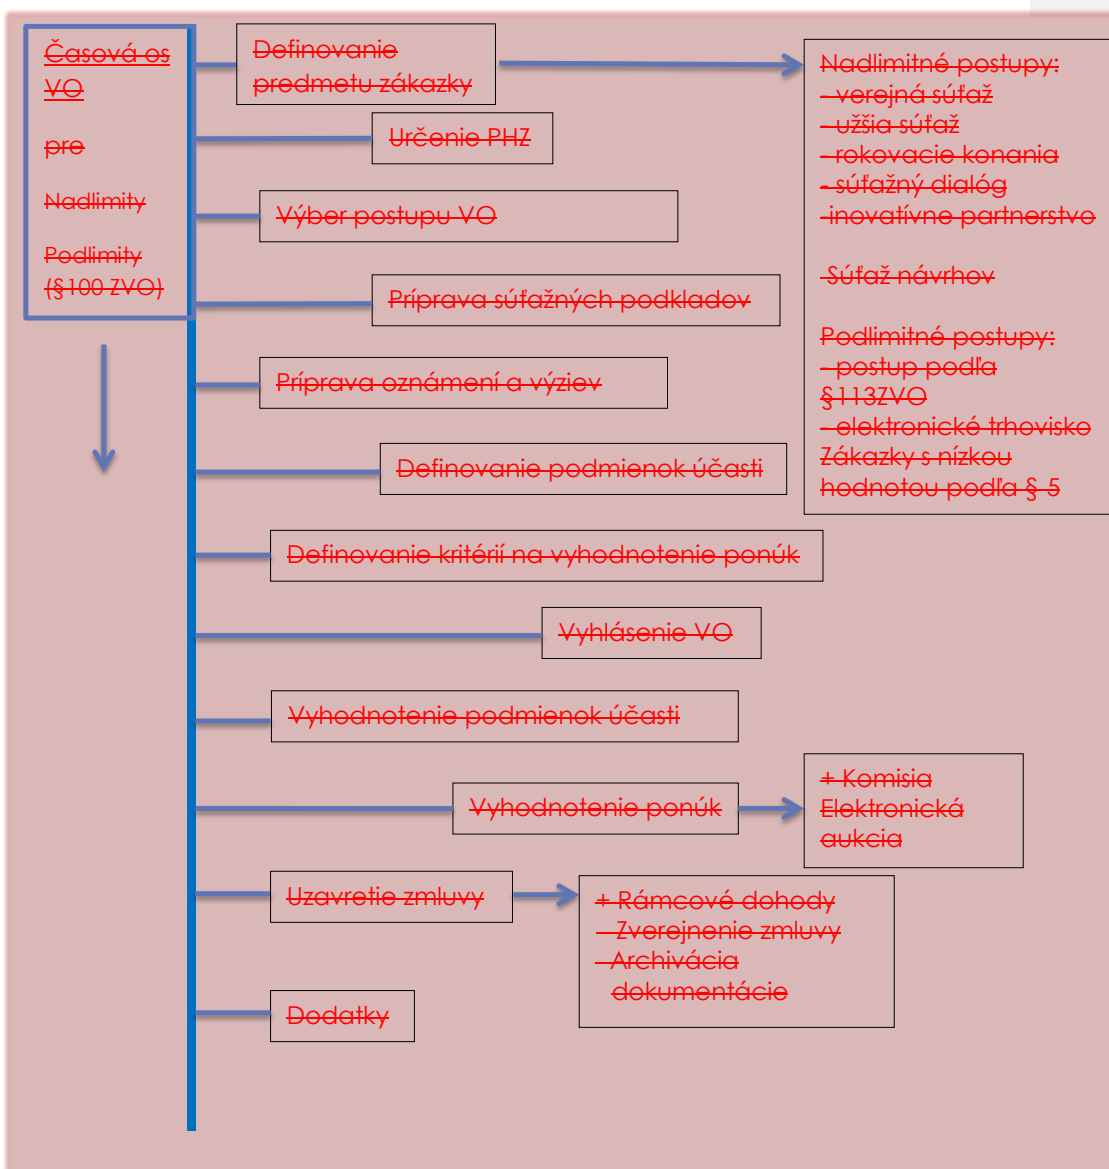 Časová os
VO
pre
Nadlimity
Podlimity
(§100 ZVO)
Definovanie
predmetu zákazky
Nadlimitné postupy:
- verejná súťaž
- užšia súťaž
- rokovacie konania
- súťažný dialóg
-inovatívne partnerstvo
-Súťaž návrhov
Podlimitné postupy:
- postup podľa
§113ZVO
- elektronické trhovisko
Zákazky s nízkou
hodnotou podľa § 5
Určenie PHZ
Výber postupu VO
Príprava súťažných podkladov
Príprava oznámení a výziev
Definovanie podmienok účasti
Definovanie kritérií na vyhodnotenie ponúk
Vyhlásenie VO
Vyhodnotenie podmienok účasti
Vyhodnotenie ponúk
+ Komisia
Elektronická
aukcia
Uzavretie zmluvy
+ Rámcové dohody
- Zverejnenie zmluvy
- Archivácia
dokumentácie
Dodatky